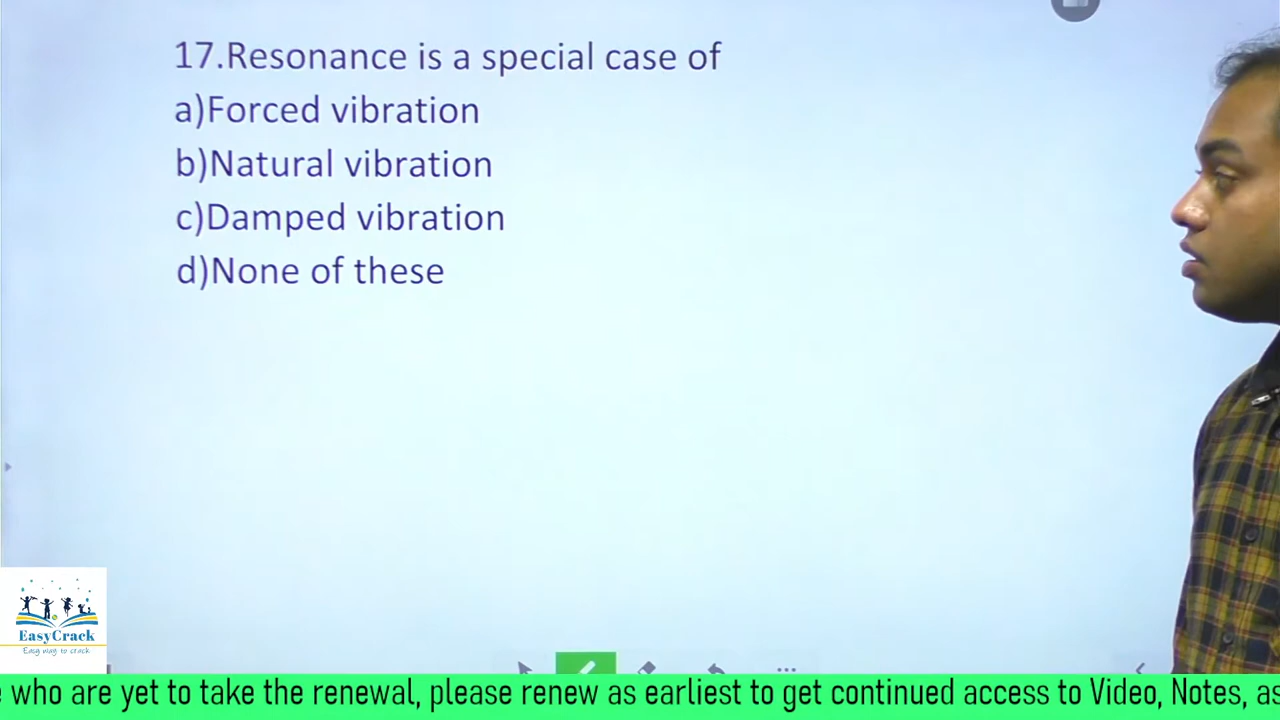 17.Resonance is a special case of
a)Forced vibration
b)Natural vibration
c)Damped vibration
d)None of these
EasyCrack
Easy way to crack
who are yet to take the renewal, please renew as earliest to get continued access to Video, Notes,